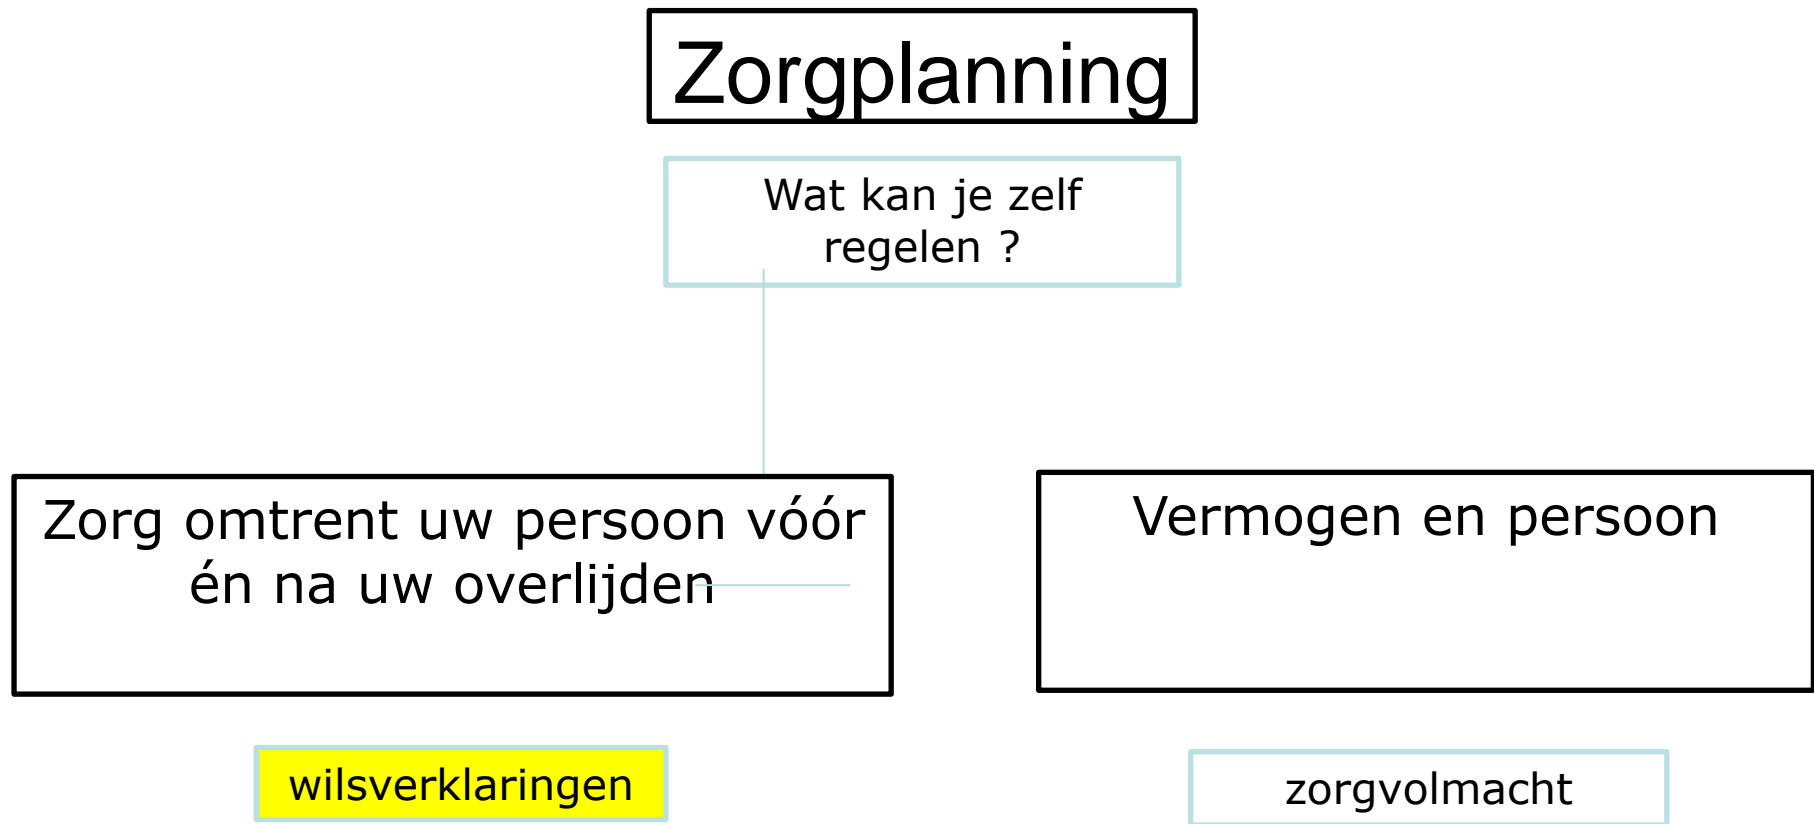 Zorgplanning
Wat kan je zelf
regelen ?
Zorg omtrent uw persoon vóór
én na uw overlijden
Vermogen en persoon
wilsverklaringen
zorgvolmacht